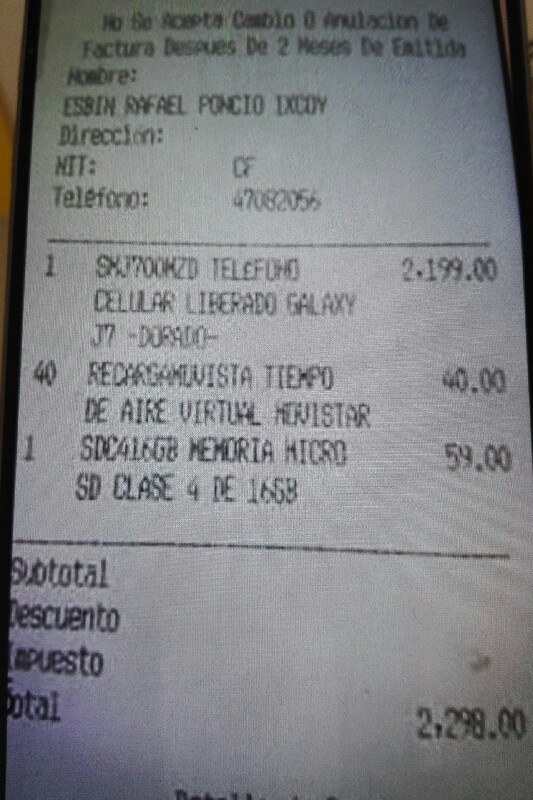 No Se Acepta Cambio O Anulacion De
Factura Despues De 2 Meses De Emitida
Nombre:
ESBIN RAFAEL PONCIO IXCOY
Dirección:
NIT: CF
Teléfono: 47082056
1 SMJ700MZD TELEFONO 2,199.00
CELULAR LIBERADO GALAXY
J7 -DORADO-
40 RECARGAMOVISTA TIEMPO 40.00
DE AIRE VIRTUAL MOVISTAR
1 SDC416GB MEMORIA MICRO 59.00
SD CLASE 4 DE 16GB
Subtotal
Descuento
Impuesto
Total 2,298.00